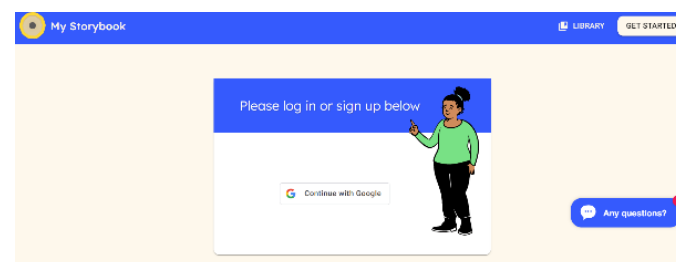 My Storybook
LIBRARY
GET STARTED
Please log in or sign up below
Continue with Google
Any questions?